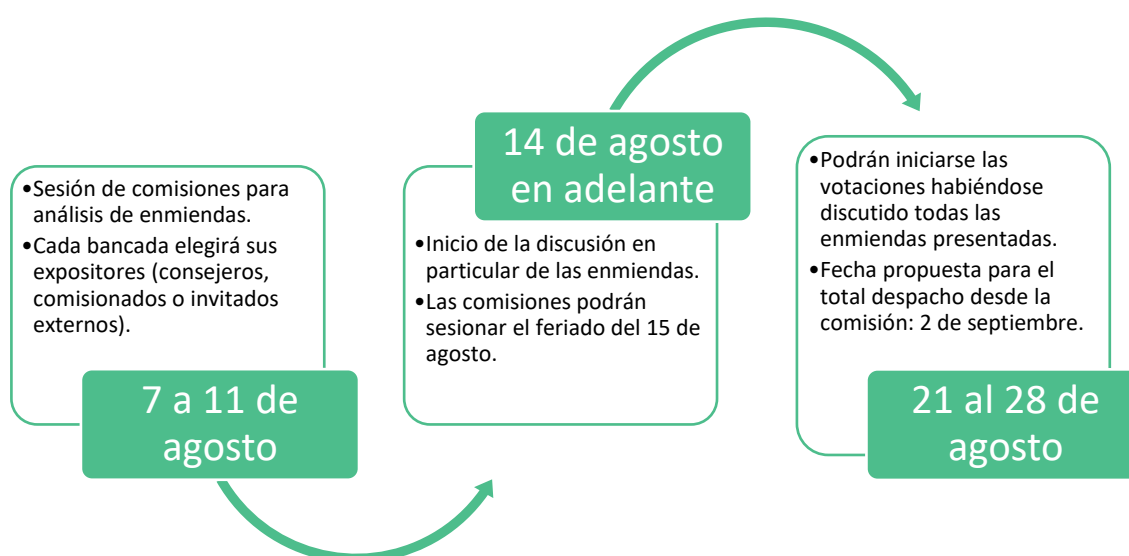 •Sesión de comisiones para
análisis de enmiendas.
•Cada bancada elegirá sus
expositores (consejeros,
comisionados o invitados
externos).
7 a 11 de
agosto
14 de agosto
en adelante
•Inicio de la discusión en
particular de las enmiendas.
•Las comisiones podrán
sesionar el feriado del 15 de
agosto.
•Podrán iniciarse las
votaciones habiéndose
discutido todas las
enmiendas presentadas.
•Fecha propuesta para el
total despacho desde la
comisión: 2 de septiembre.
21 al 28 de
agosto